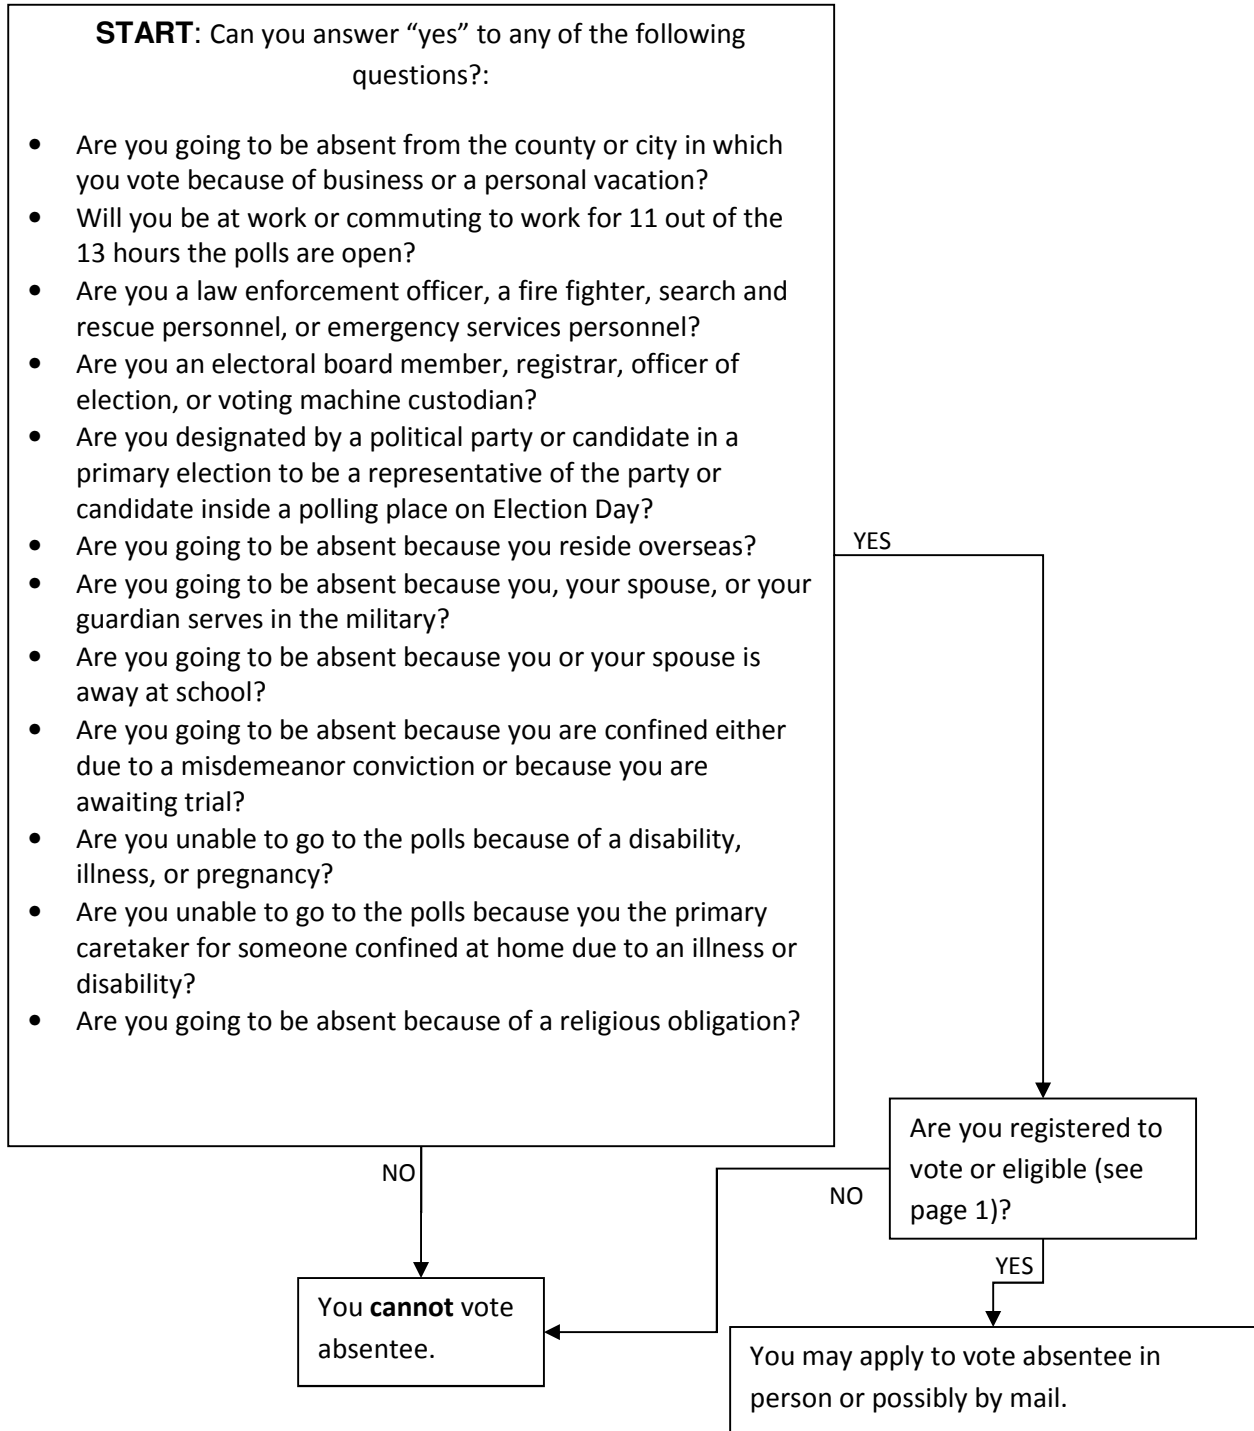 START: Can you answer “yes” to any of the following
questions?:
• Are you going to be absent from the county or city in which
you vote because of business or a personal vacation?
• Will you be at work or commuting to work for 11 out of the
13 hours the polls are open?
• Are you a law enforcement officer, a fire fighter, search and
rescue personnel, or emergency services personnel?
• Are you an electoral board member, registrar, officer of
election, or voting machine custodian?
• Are you designated by a political party or candidate in a
primary election to be a representative of the party or
candidate inside a polling place on Election Day?
• Are you going to be absent because you reside overseas?
• Are you going to be absent because you, your spouse, or your
guardian serves in the military?
• Are you going to be absent because you or your spouse is
away at school?
• Are you going to be absent because you are confined either
due to a misdemeanor conviction or because you are
awaiting trial?
• Are you unable to go to the polls because of a disability,
illness, or pregnancy?
• Are you unable to go to the polls because you the primary
caretaker for someone confined at home due to an illness or
disability?
• Are you going to be absent because of a religious obligation?
YES
Are you registered to
vote or eligible (see
page 1)?
NO
NO
YES
You cannot vote
absentee.
You may apply to vote absentee in
person or possibly by mail.